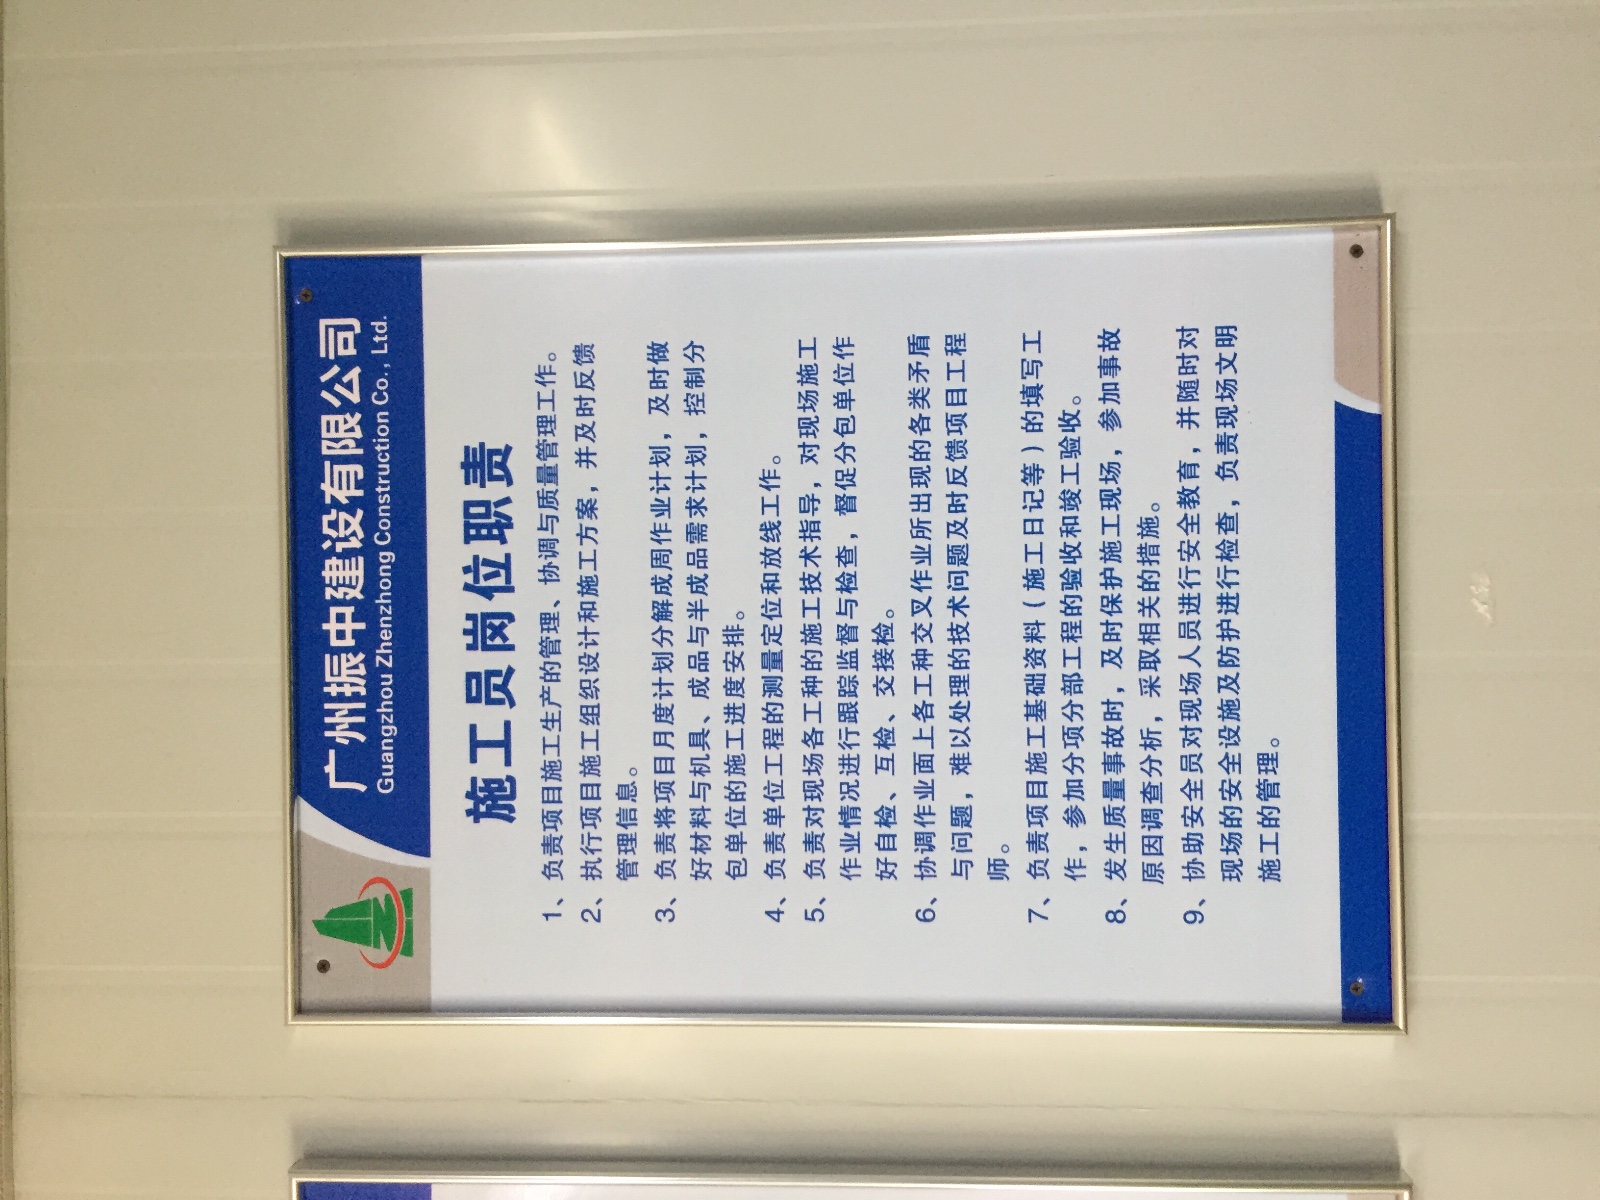 广州振中建设有限公司
Guangzhou Zhenzhong Construction Co., Ltd.
施工员岗位职责
1、负责项目施工生产的管理、协调与质量管理工作。
2、执行项目施工组织设计和施工方案，并及时反馈
管理信息。
3、负责将项目月度计划分解成周作业计划，及时做
好材料与机具、成品与半成品需求计划，控制分
包单位的施工进度安排。
4、负责单位工程的测量定位和放线工作。
5、负责对现场各工种的施工技术指导，对现场施工
作业情况进行跟踪监督与检查，督促分包单位作
好自检、互检、交接检。
6、协调作业面上各工种交叉作业所出现的各类矛盾
与问题，难以处理的技术问题及时反馈项目工程
师。
7、负责项目施工基础资料（施工日记等）的填写工
作，参加分项分部工程的验收和竣工验收。
8、发生质量事故时，及时保护施工现场，参加事故
原因调查分析，采取相关的措施。
9、协助安全员对现场人员进行安全教育，并随时对
现场的安全设施及防护进行检查，负责现场文明
施工的管理。